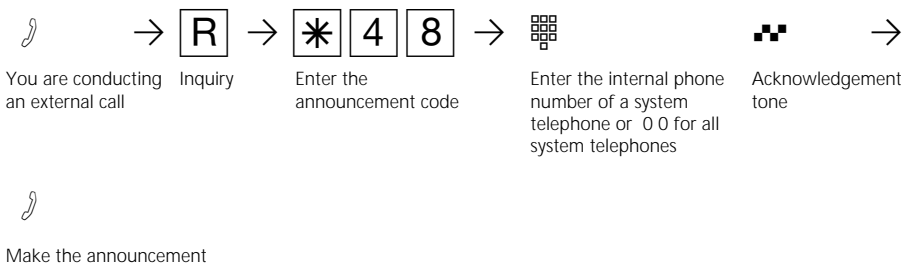 R * 4 8
You are conducting an external call
Inquiry
Enter the announcement code
Enter the internal phone number of a system telephone or 0 0 for all system telephones
Acknowledgement tone
Make the announcement